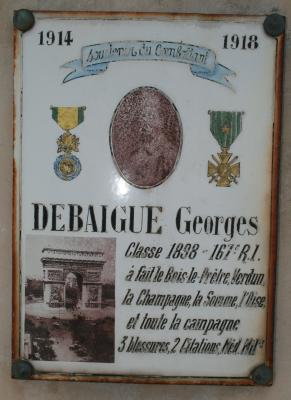 1914 1918
Souvenir du Combattant
DEBAIGUE Georges
Classe 1898 - 167e R.I.
à fait le Bois-le-Prêtre, Verdun,
la Champagne, la Somme, l'Oise
et toute la campagne
3 blessures, 2 Citations, Méd. Mil.re